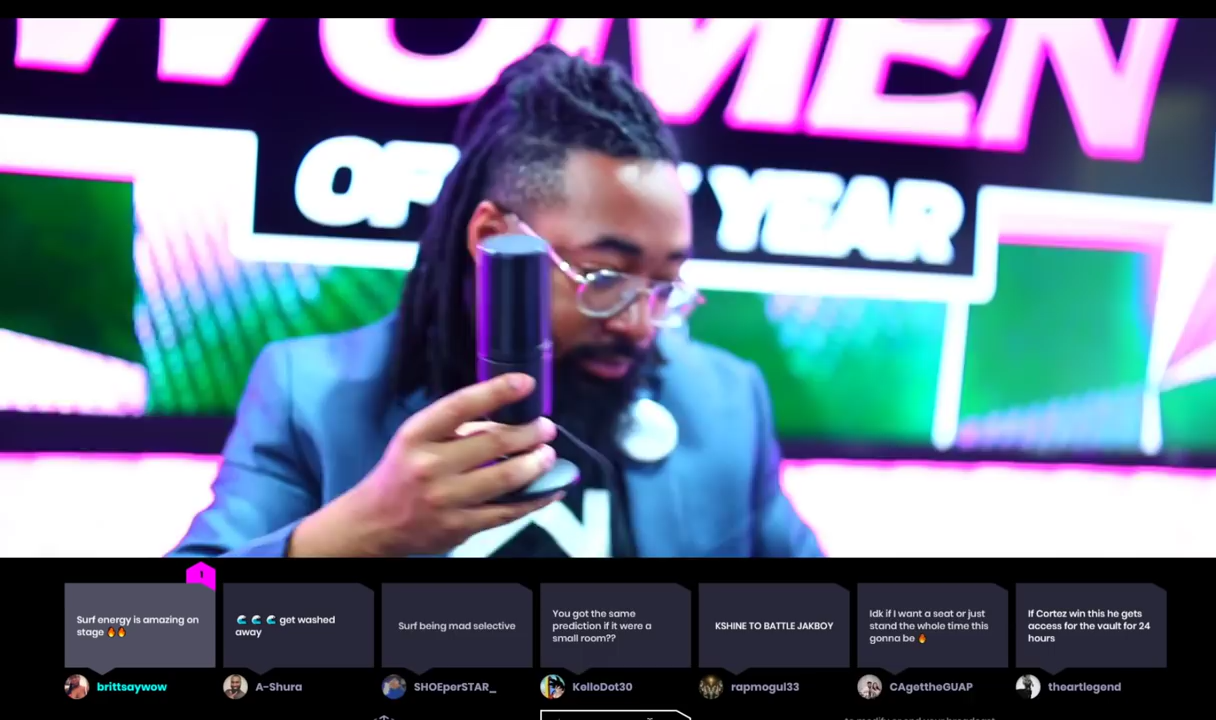 WOMEN
OF
YEAR
!
Surf energy is amazing on
stage 🔥🔥
🌊 🌊 🌊 get washed
away
Surf being mad selective
You got the same
prediction if it were a
small room??
KSHINE TO BATTLE JAKBOY
Idk if I want a seat or just
stand the whole time this
gonna be 🔥
If Cortez win this he gets
access for the vault for 24
hours
brittsaywow
A-Shura
SHOEperSTAR_
KelloDot30
rapmogul33
CAgettheGUAP
theartlegend